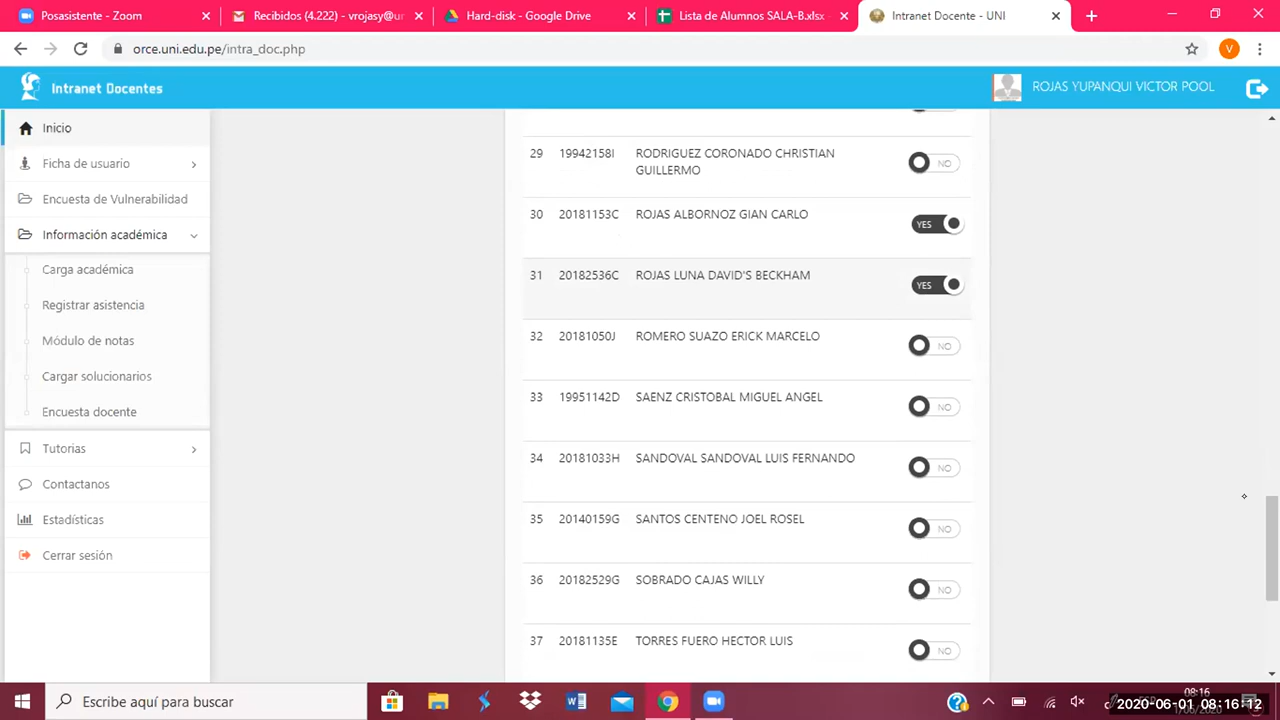 Posasistente - Zoom
Recibidos (4.222) - vrojasy@u
Hard-disk - Google Drive
Lista de Alumnos SALA-B.xlsx -
Intranet Docente - UNI
orce.uni.edu.pe/intra_doc.php
V
Intranet Docentes
ROJAS YUPANQUI VICTOR POOL
Inicio
Ficha de usuario
Encuesta de Vulnerabilidad
Información académica
Carga académica
Registrar asistencia
Módulo de notas
Cargar solucionarios
Encuesta docente
Tutorias
Contactanos
Estadísticas
Cerrar sesión
29 19942158I RODRIGUEZ CORONADO CHRISTIAN
GUILLERMO NO
30 20181153C ROJAS ALBORNOZ GIAN CARLO YES
31 20182536C ROJAS LUNA DAVID'S BECKHAM YES
32 20181050J ROMERO SUAZO ERICK MARCELO NO
33 19951142D SAENZ CRISTOBAL MIGUEL ANGEL NO
34 20181033H SANDOVAL SANDOVAL LUIS FERNANDO NO
35 20140159G SANTOS CENTENO JOEL ROSEL NO
36 20182529G SOBRADO CAJAS WILLY NO
37 20181135E TORRES FUERO HECTOR LUIS NO
Escribe aquí para buscar
08:16
2020-06-01 08:16:12